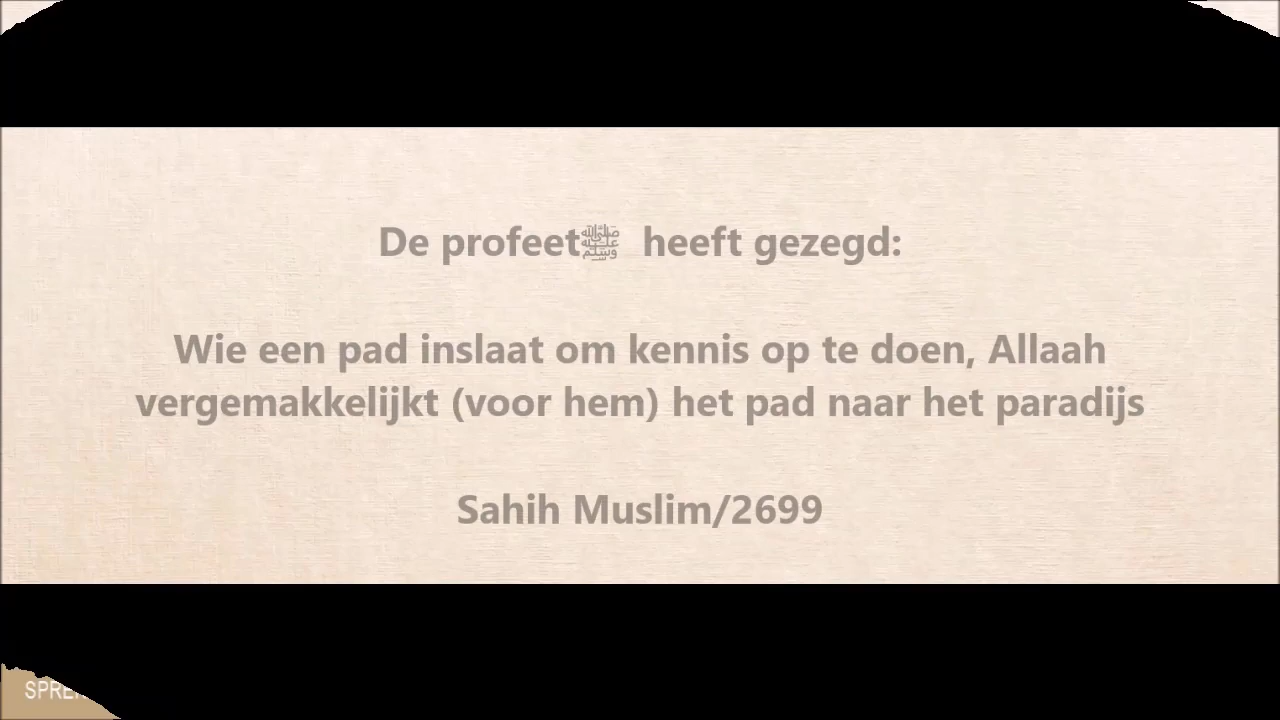 De profeetﷺ heeft gezegd:
Wie een pad inslaat om kennis op te doen, Allaah
vergemakkelijkt (voor hem) het pad naar het paradijs
Sahih Muslim/2699